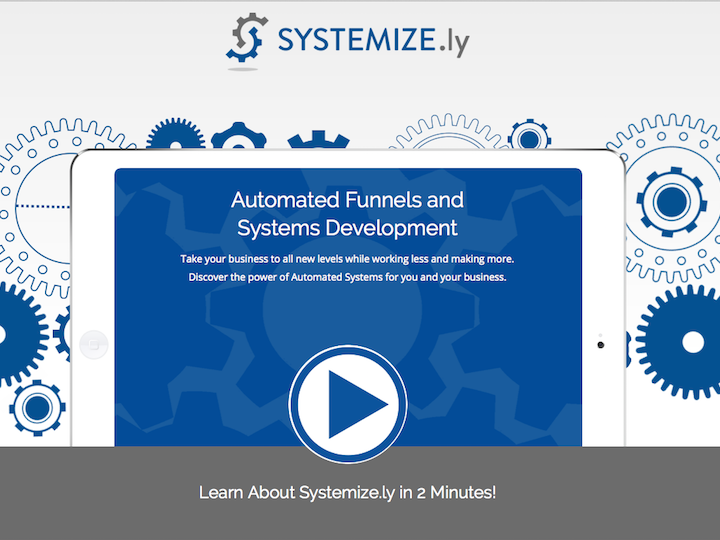 SYSTEMIZE.ly
Automated Funnels and
Systems Development
Take your business to all new levels while working less and making more.
Discover the power of Automated Systems for you and your business.
Learn About Systemize.ly in 2 Minutes!